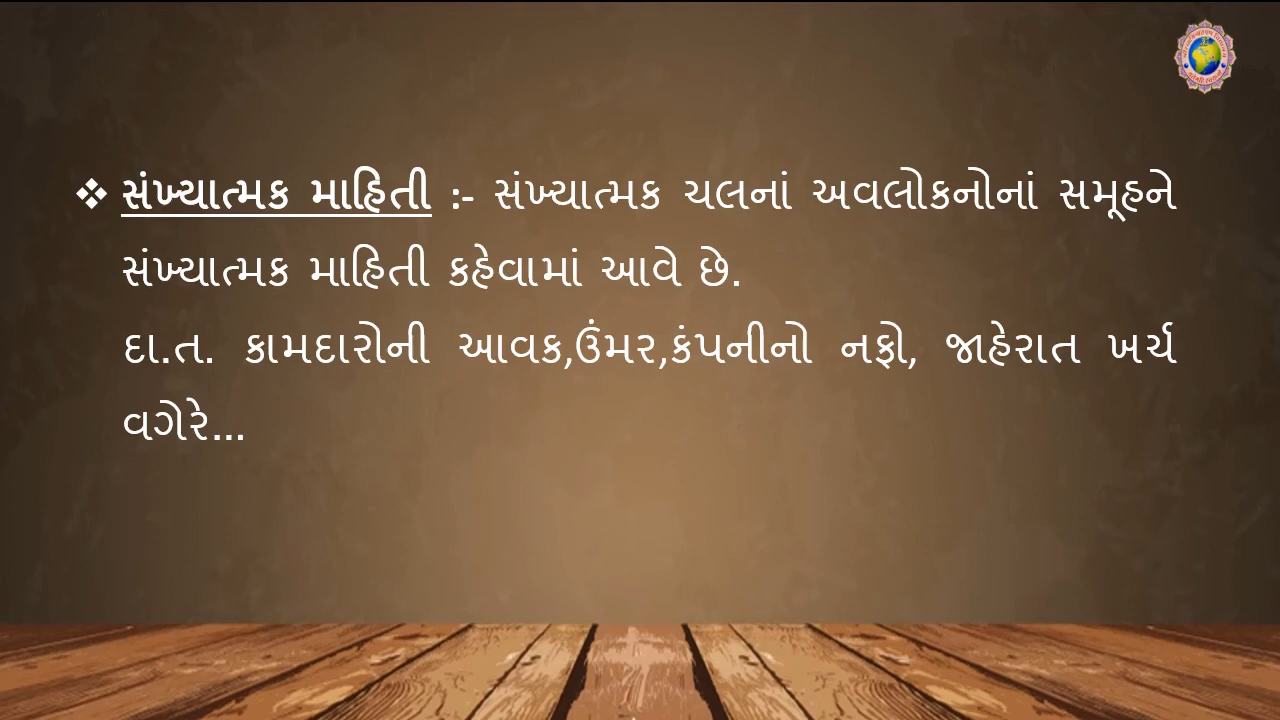 ❖ સંખ્યાત્મક માહિતી :- સંખ્યાત્મક ચલનાં અવલોકનોનાં સમૂહને
સંખ્યાત્મક માહિતી કહેવામાં આવે છે.
દા.ત. કામદારોની આવક,ઉંમર,કંપનીનો નફો, જાહેરાત ખર્ચ
વગેરે...